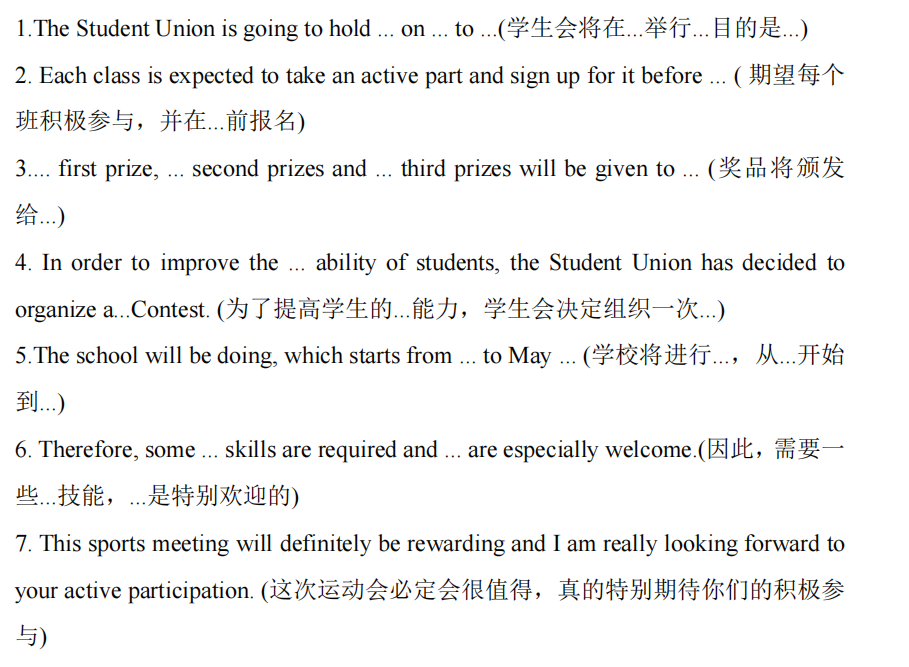 1.The Student Union is going to hold ... on ... to ...(学生会将在...举行...目的是...)
2. Each class is expected to take an active part and sign up for it before ... ( 期望每个
班积极参与，并在...前报名)
3.... first prize, ... second prizes and ... third prizes will be given to ... (奖品将颁发
给...)
4. In order to improve the ... ability of students, the Student Union has decided to
organize a...Contest. (为了提高学生的...能力，学生会决定组织一次...)
5.The school will be doing, which starts from ... to May ... (学校将进行...，从...开始
到...)
6. Therefore, some ... skills are required and ... are especially welcome.(因此，需要一
些...技能，...是特别欢迎的)
7. This sports meeting will definitely be rewarding and I am really looking forward to
your active participation. (这次运动会必定会很值得，真的特别期待你们的积极参
与)